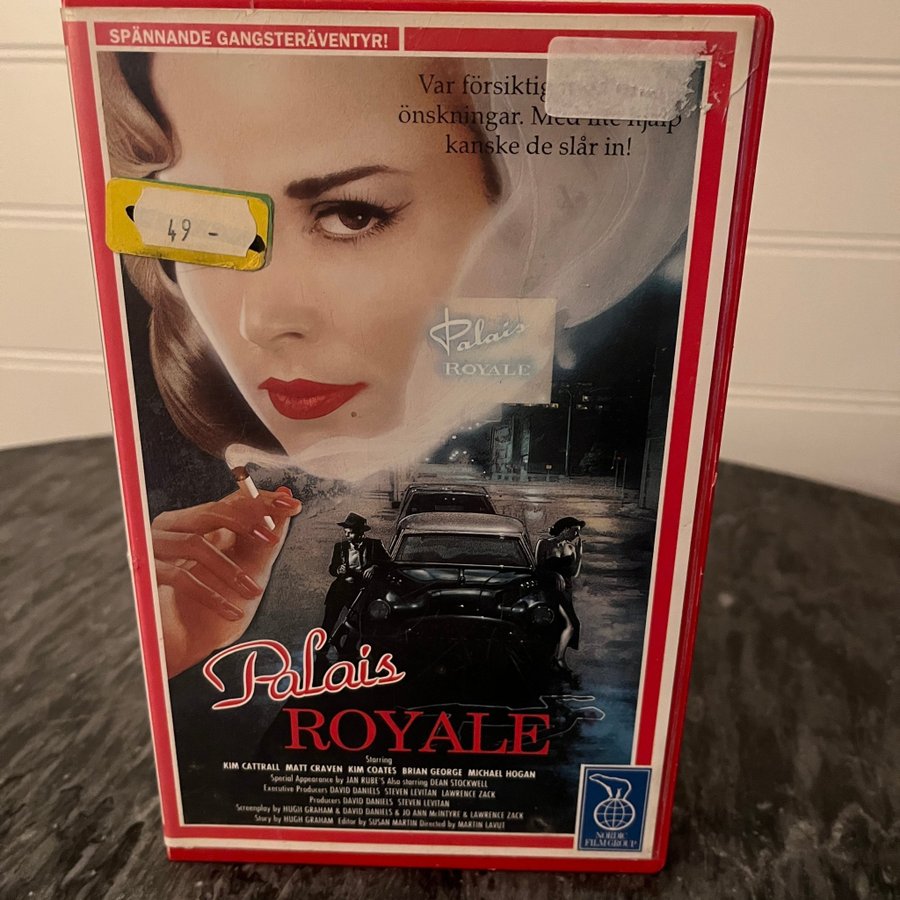 SPÄNNANDE GANGSTERÄVENTYR!
Var försiktig
önskningar. Med lite hjälp
kanske de slår in!
49 -
Palais
ROYALE
Palais
ROYALE
Starring
KIM CATTRALL MATT CRAVEN KIM COATES BRIAN GEORGE MICHAEL HOGAN
Special Appearance by JAN RUBE'S Also starring DEAN STOCKWELL
Executive Producers DAVID DANIELS STEVEN LEVITAN LAWRENCE ZACK
Producers DAVID DANIELS STEVEN LEVITAN
Screenplay by HUGH GRAHAM & DAVID DANIELS & JO ANN McINTYRE & LAWRENCE ZACK
Story by HUGH GRAHAM Editor by SUSAN MARTIN Directed by MARTIN LAVUT
NORDIC
FILM GROUP